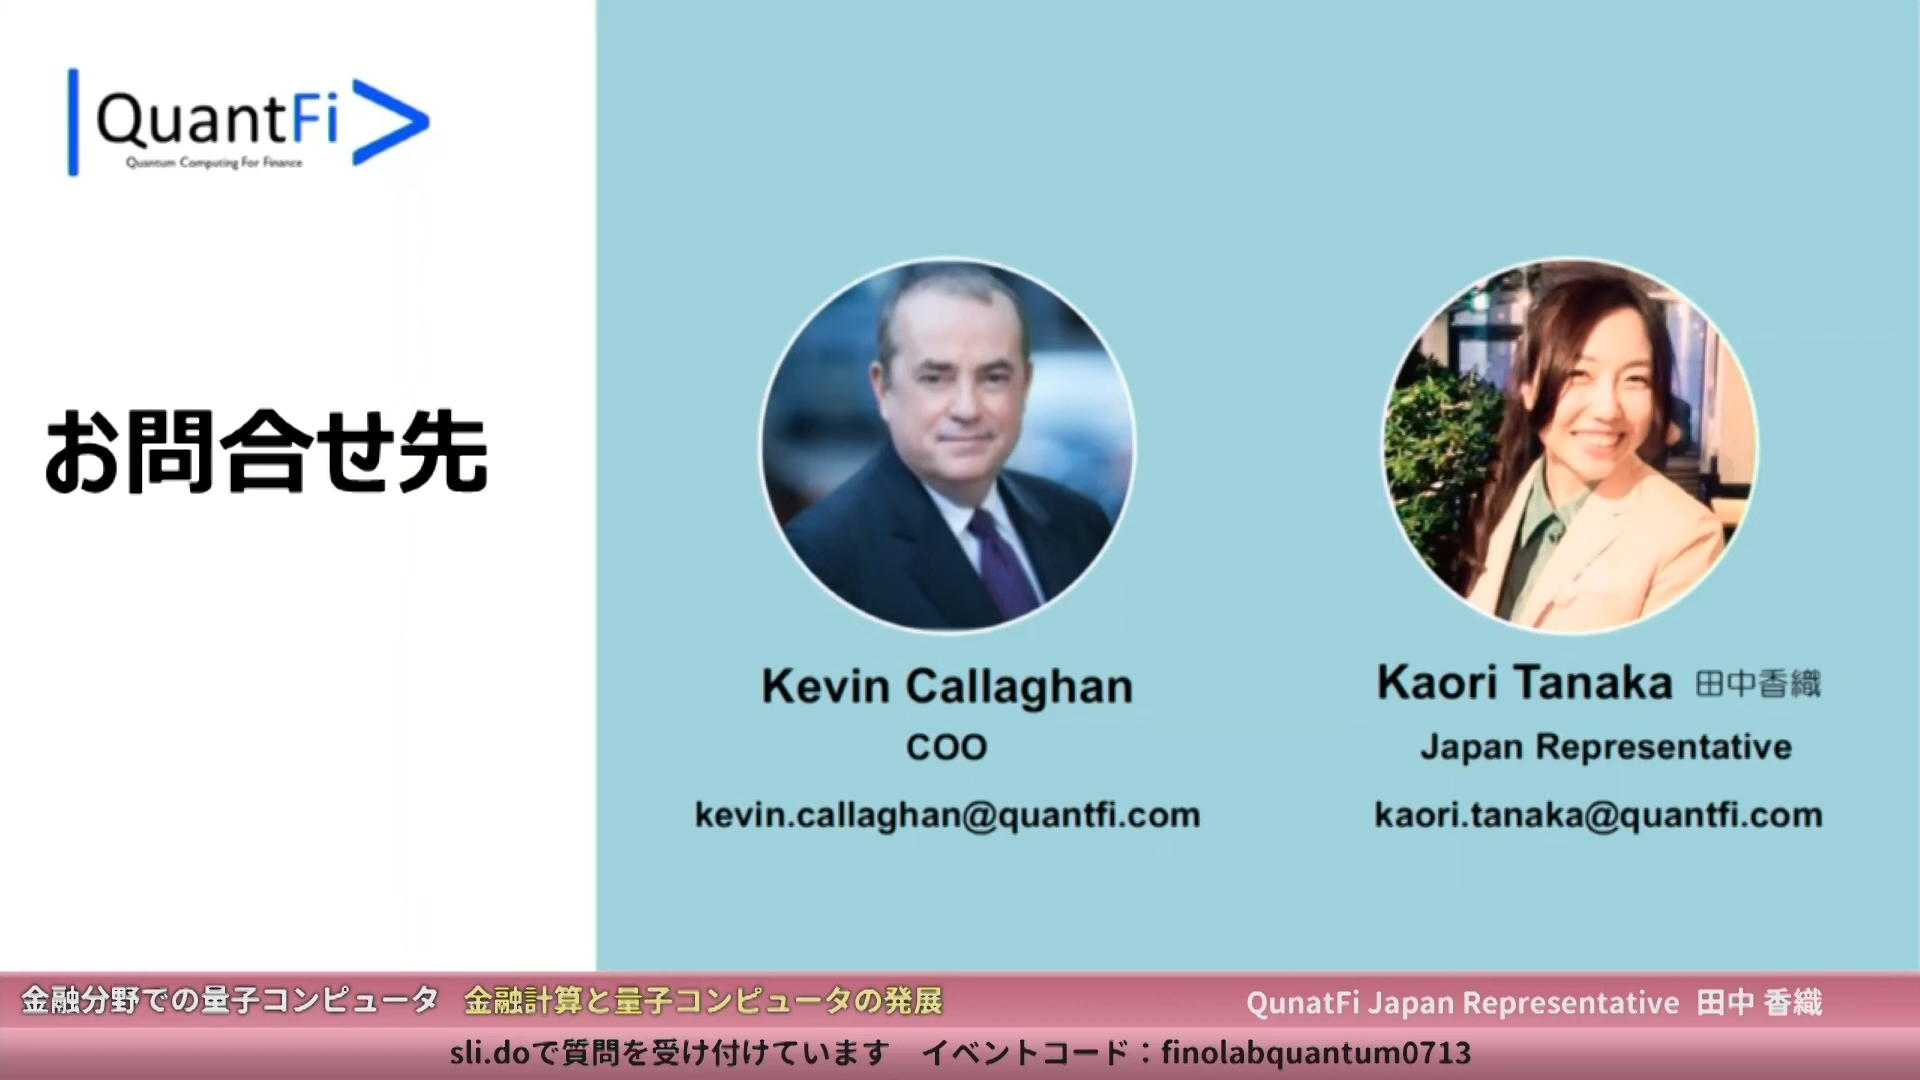 QuantFi
Quantum Computing For Finance
お問合せ先
Kevin Callaghan
COO
kevin.callaghan@quantfi.com
Kaori Tanaka 田中香織
Japan Representative
kaori.tanaka@quantfi.com
金融分野での量子コンピュータ 金融計算と量子コンピュータの発展
QunatFi Japan Representative 田中 香織
sli.doで質問を受け付けています　イベントコード：finolabquantum0713